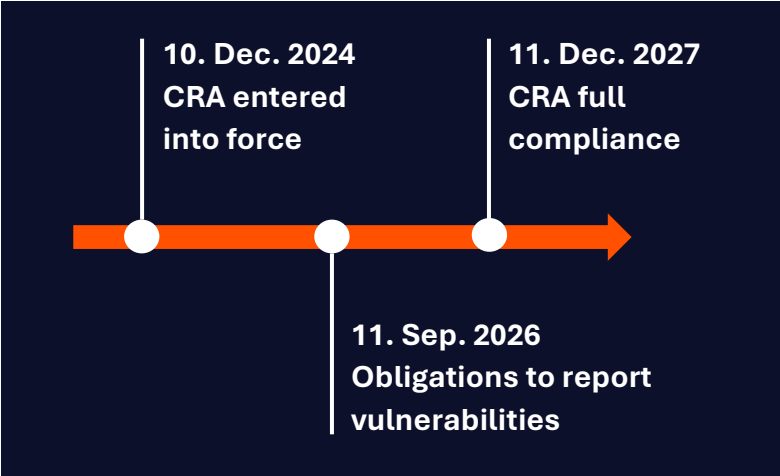 10. Dec. 2024
CRA entered
into force
11. Dec. 2027
CRA full
compliance
11. Sep. 2026
Obligations to report
vulnerabilities